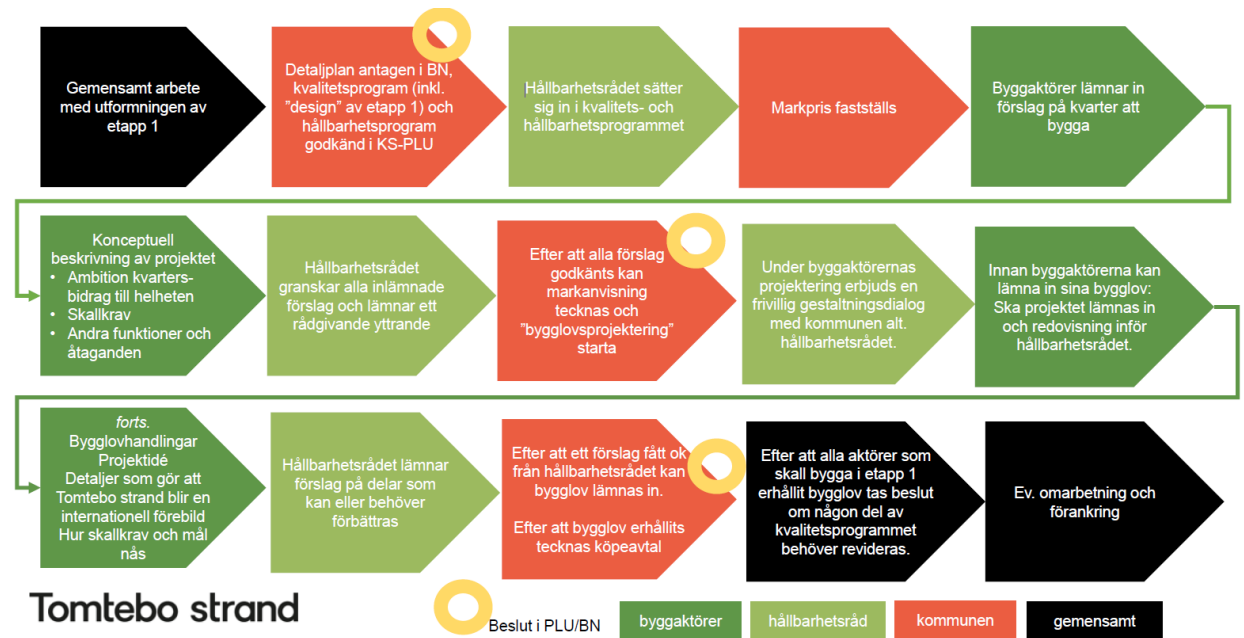 Gemensamt arbete
med utformningen av
etapp 1
Detaljplan antagen i BN,
kvalitetsprogram (inkl.
”design” av etapp 1) och
hållbarhetsprogram
godkänd i KS-PLU
Hållbarhetsrådet sätter
sig in i kvalitets- och
hållbarhetsprogrammet
Markpris fastställs
Byggaktörer lämnar in
förslag på kvarter att
bygga
Konceptuell
beskrivning av projektet
• Ambition kvarters-
bidrag till helheten
• Skallkrav
• Andra funktioner och
åtaganden
Hållbarhetsrådet
granskar alla inlämnade
förslag och lämnar ett
rådgivande yttrande
Efter att alla förslag
godkänts kan
markanvisning
tecknas och
”bygglovsprojektering”
starta
Under byggaktörernas
projektering erbjuds en
frivillig gestaltningsdialog
med kommunen alt.
hållbarhetsrådet.
Innan byggaktörerna kan
lämna in sina bygglov:
Ska projektet lämnas in
och redovisning inför
hållbarhetsrådet.
forts.
Bygglovhandlingar
Projektidé
Detaljer som gör att
Tomtebo strand blir en
internationell förebild
Hur skallkrav och mål
nås
Hållbarhetsrådet lämnar
förslag på delar som
kan eller behöver
förbättras
Efter att ett förslag fått ok
från hållbarhetsrådet kan
bygglov lämnas in.
Efter att bygglov erhållits
tecknas köpeavtal
Efter att alla aktörer som
skall bygga i etapp 1
erhållit bygglov tas beslut
om någon del av
kvalitetsprogrammet
behöver revideras.
Ev. omarbetning och
förankring
Tomtebo strand
Beslut i PLU/BN
byggaktörer
hållbarhetsråd
kommunen
gemensamt